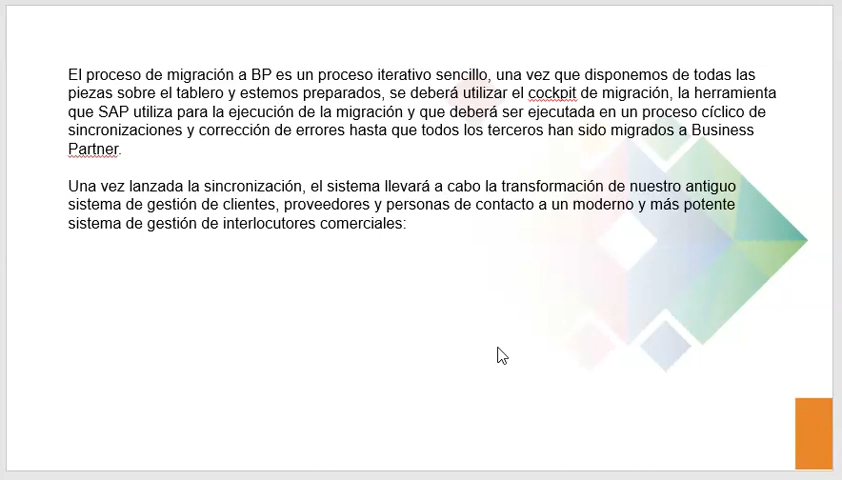 El proceso de migración a BP es un proceso iterativo sencillo, una vez que disponemos de todas las
piezas sobre el tablero y estemos preparados, se deberá utilizar el cockpit de migración, la herramienta
que SAP utiliza para la ejecución de la migración y que deberá ser ejecutada en un proceso cíclico de
sincronizaciones y corrección de errores hasta que todos los terceros han sido migrados a Business
Partner.
Una vez lanzada la sincronización, el sistema llevará a cabo la transformación de nuestro antiguo
sistema de gestión de clientes, proveedores y personas de contacto a un moderno y más potente
sistema de gestión de interlocutores comerciales: